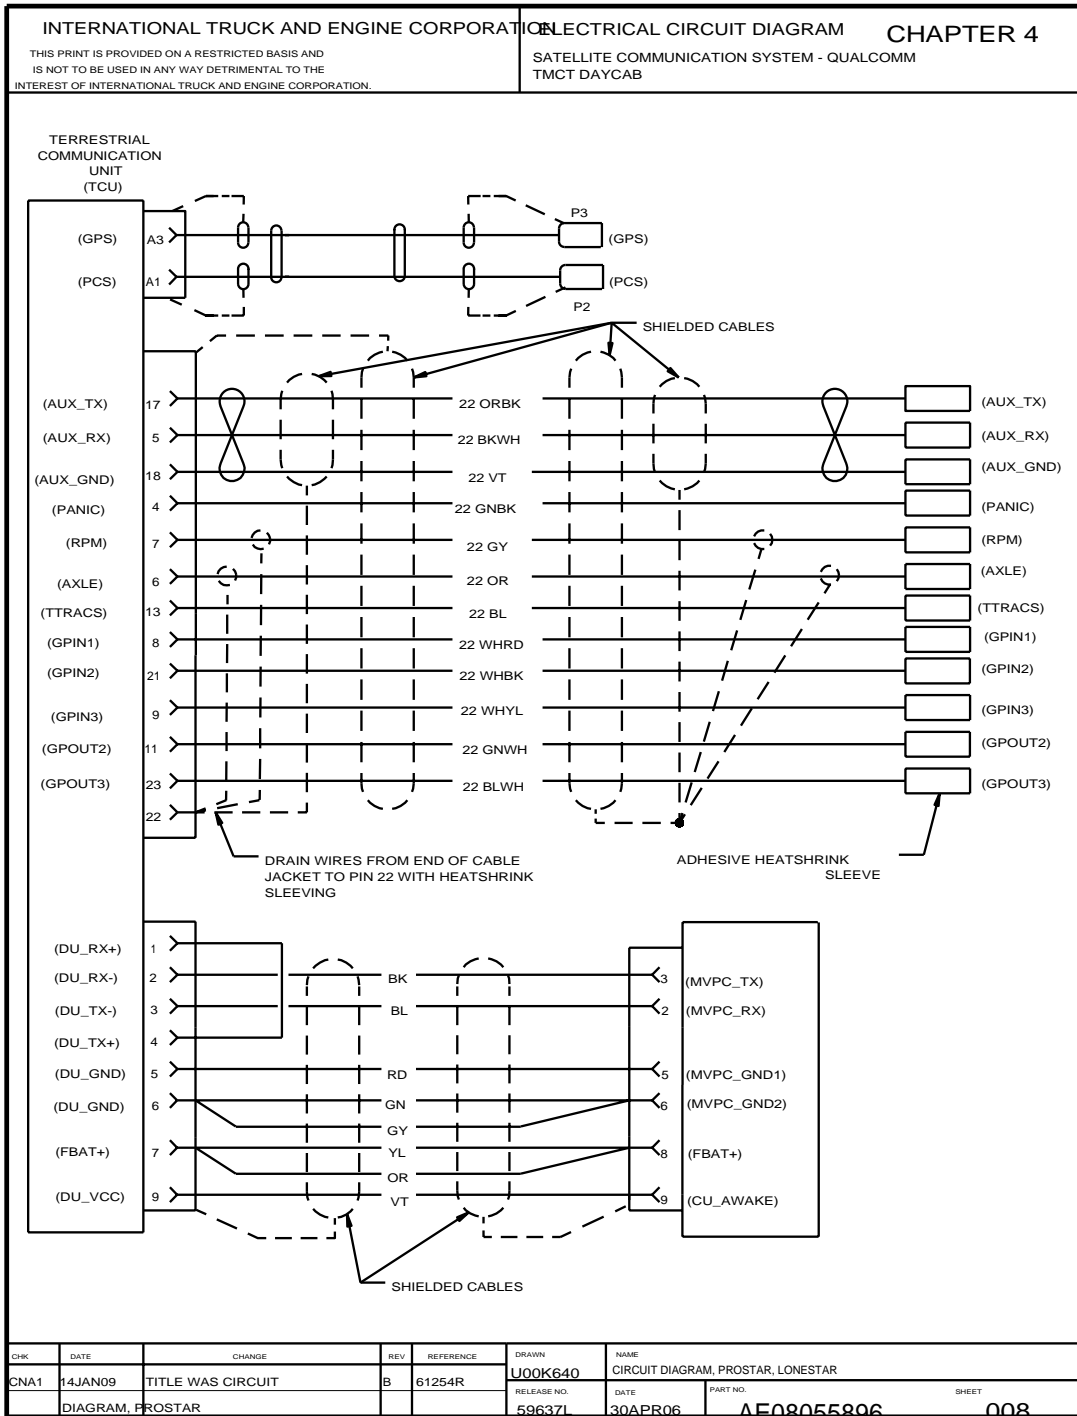 INTERNATIONAL TRUCK AND ENGINE CORPORATION
THIS PRINT IS PROVIDED ON A RESTRICTED BASIS AND
IS NOT TO BE USED IN ANY WAY DETRIMENTAL TO THE
INTEREST OF INTERNATIONAL TRUCK AND ENGINE CORPORATION.
ELECTRICAL CIRCUIT DIAGRAM
CHAPTER 4
SATELLITE COMMUNICATION SYSTEM - QUALCOMM
TMCT DAYCAB
TERRESTRIAL
COMMUNICATION
UNIT
(TCU)
P3
(GPS) A3 (GPS)
(PCS) A1 (PCS)
P2
SHIELDED CABLES
(AUX_TX) 17 22 ORBK (AUX_TX)
(AUX_RX) 5 22 BKWH (AUX_RX)
(AUX_GND) 18 22 VT (AUX_GND)
(PANIC) 4 22 GNBK (PANIC)
(RPM) 7 22 GY (RPM)
(AXLE) 6 22 OR (AXLE)
(TTRACS) 13 22 BL (TTRACS)
(GPIN1) 8 22 WHRD (GPIN1)
(GPIN2) 21 22 WHBK (GPIN2)
(GPIN3) 9 22 WHYL (GPIN3)
(GPOUT2) 11 22 GNWH (GPOUT2)
(GPOUT3) 23 22 BLWH (GPOUT3)
22
DRAIN WIRES FROM END OF CABLE
JACKET TO PIN 22 WITH HEATSHRINK
SLEEVING
ADHESIVE HEATSHRINK
SLEEVE
(DU_RX+) 1
(DU_RX-) 2 BK 3 (MVPC_TX)
(DU_TX-) 3 BL 2 (MVPC_RX)
(DU_TX+) 4
(DU_GND) 5 RD 5 (MVPC_GND1)
(DU_GND) 6 GN 6 (MVPC_GND2)
GY
(FBAT+) 7 YL 8 (FBAT+)
OR
(DU_VCC) 9 VT 9 (CU_AWAKE)
SHIELDED CABLES
CHK DATE CHANGE REV REFERENCE
CNA1 14JAN09 TITLE WAS CIRCUIT B 61254R
DIAGRAM, PROSTAR
DRAWN
U00K640
NAME
CIRCUIT DIAGRAM, PROSTAR, LONESTAR
RELEASE NO.
59637L
DATE
30APR06
PART NO.
AE08055896
SHEET
008